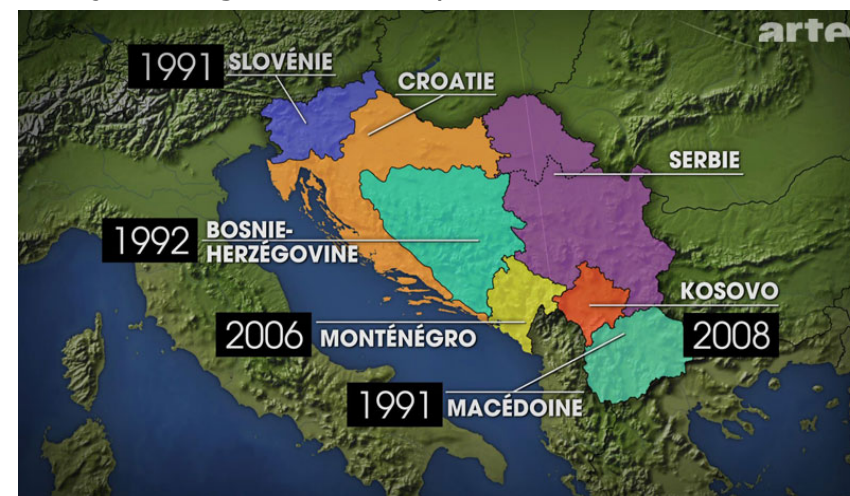 arte
1991 SLOVÉNIE
CROATIE
SERBIE
1992 BOSNIE-
HERZÉGOVINE
KOSOVO
2008
2006 MONTÉNÉGRO
1991 MACÉDOINE